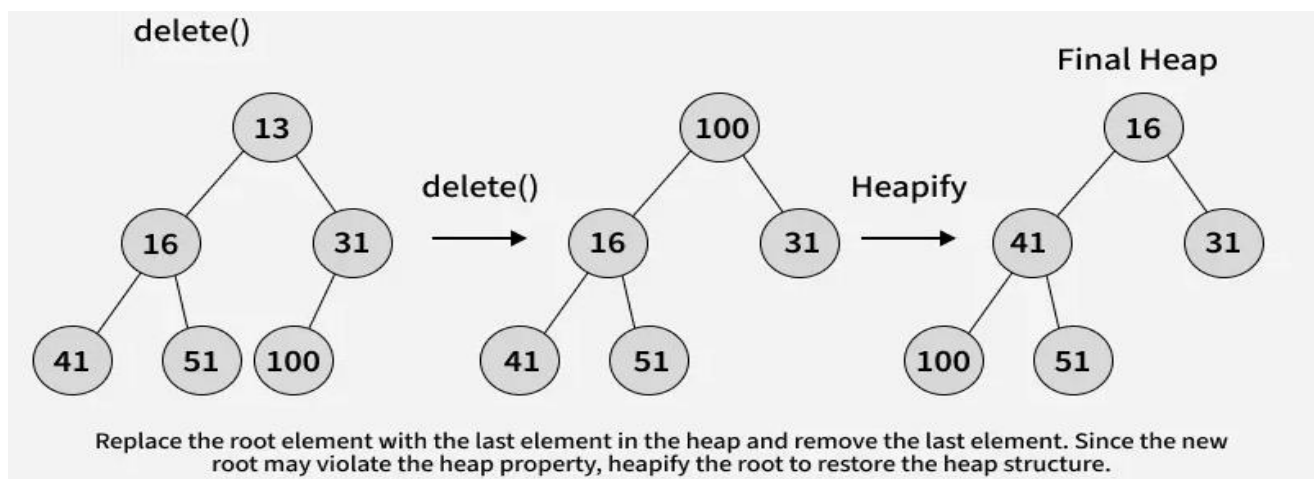 delete()
Final Heap
13
100
16
delete()
Heapify
16
31
16
31
41
31
41
51
100
41
51
100
51
Replace the root element with the last element in the heap and remove the last element. Since the new
root may violate the heap property, heapify the root to restore the heap structure.